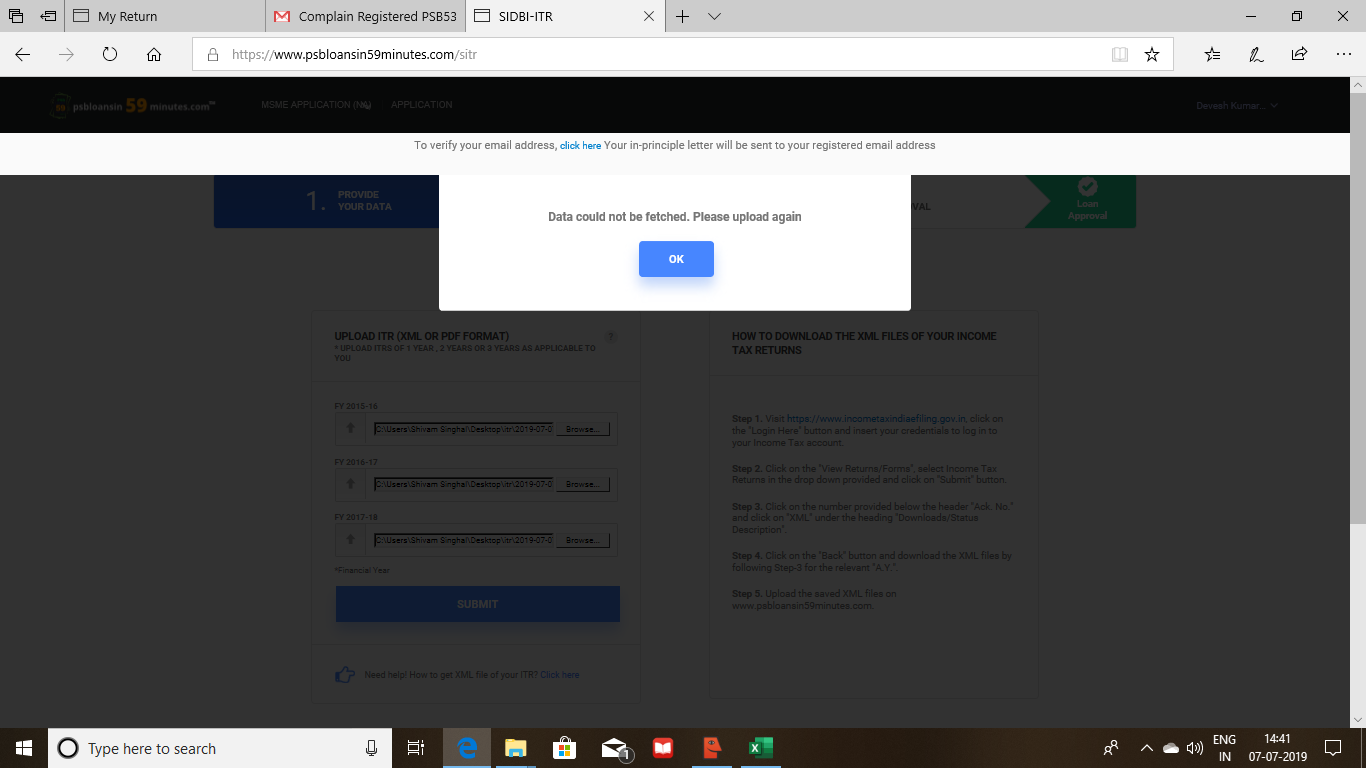 My Return
Complain Registered PSB53
SIDBI-ITR
https://www.psbloansin59minutes.com/sitr
psbloansin 59 minutes.com™
MSME APPLICATION
APPLICATION
Devesh Kumar...
To verify your email address, click here Your in-principle letter will be sent to your registered email address
1. PROVIDE
YOUR DATA
Loan
Approval
Data could not be fetched. Please upload again
OK
UPLOAD ITR (XML OR PDF FORMAT)
?
* UPLOAD ITRS OF 1 YEAR , 2 YEARS OR 3 YEARS AS APPLICABLE TO
YOU
FY 2015-16
C:\Users\Shivam Singhal\Desktop\itr\2019-07-0
Browse...
FY 2016-17
C:\Users\Shivam Singhal\Desktop\itr\2019-07-0
Browse...
FY 2017-18
C:\Users\Shivam Singhal\Desktop\itr\2019-07-0
Browse...
*Financial Year
SUBMIT
Need help! How to get XML file of your ITR? Click here
HOW TO DOWNLOAD THE XML FILES OF YOUR INCOME
TAX RETURNS
Step 1. Visit https://www.incometaxindiaefiling.gov in, click on
the "Login Here" button and insert your credentials to log in to
your Income Tax account.
Step 2. Click on the "View Returns/Forms", select Income Tax
Returns in the drop down provided and click on "Submit" button.
Step 3. Click on the number provided below the header "Ack. No."
and click on "XML" under the heading "Downloads/Status
Description".
Step 4. Click on the "Back" button and download the XML files by
following Step-3 for the relevant "A.Y.".
Step 5. Upload the saved XML files on
www.psbloansin59minutes.com.
Type here to search
1
ENG
IN
14:41
07-07-2019